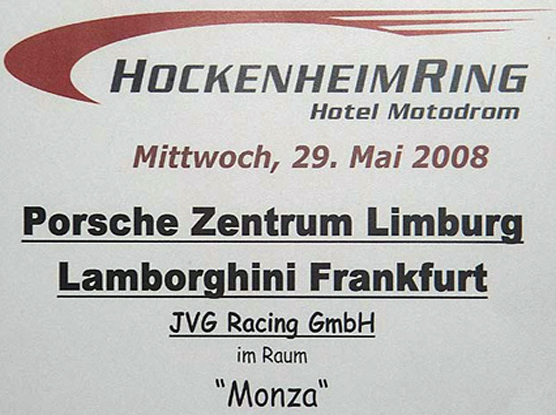 HOCKENHEIMRING
Hotel Motodrom
Mittwoch, 29. Mai 2008
Porsche Zentrum Limburg
Lamborghini Frankfurt
JVG Racing GmbH
im Raum
"Monza"